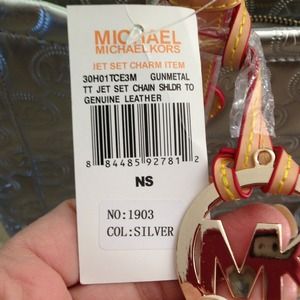 MICHAEL
MICHAEL KORS
JET SET CHARM ITEM
30H01TCE3M GUNMETAL
TT JET SET CHAIN SHLDR TO
GENUINE LEATHER
8 84485 92781 2
NS
NO:1903
COL:SILVER
M